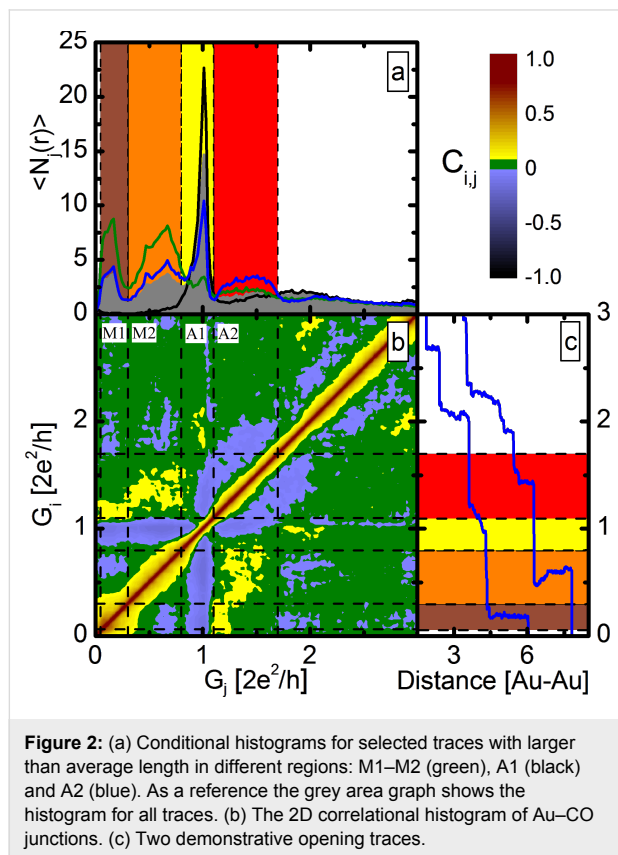 25
20
15
10
5
0
<N_j(r)>
a
1.0
0.5
0
-0.5
-1.0
C_{i,j}
M1 M2 A1 A2
b
c
3
2
1
0
G_i [2e²/h]
0 1 2
G_j [2e²/h]
3
2
1
0
3 6
Distance [Au-Au]
Figure 2: (a) Conditional histograms for selected traces with larger
than average length in different regions: M1–M2 (green), A1 (black)
and A2 (blue). As a reference the grey area graph shows the
histogram for all traces. (b) The 2D correlational histogram of Au–CO
junctions. (c) Two demonstrative opening traces.